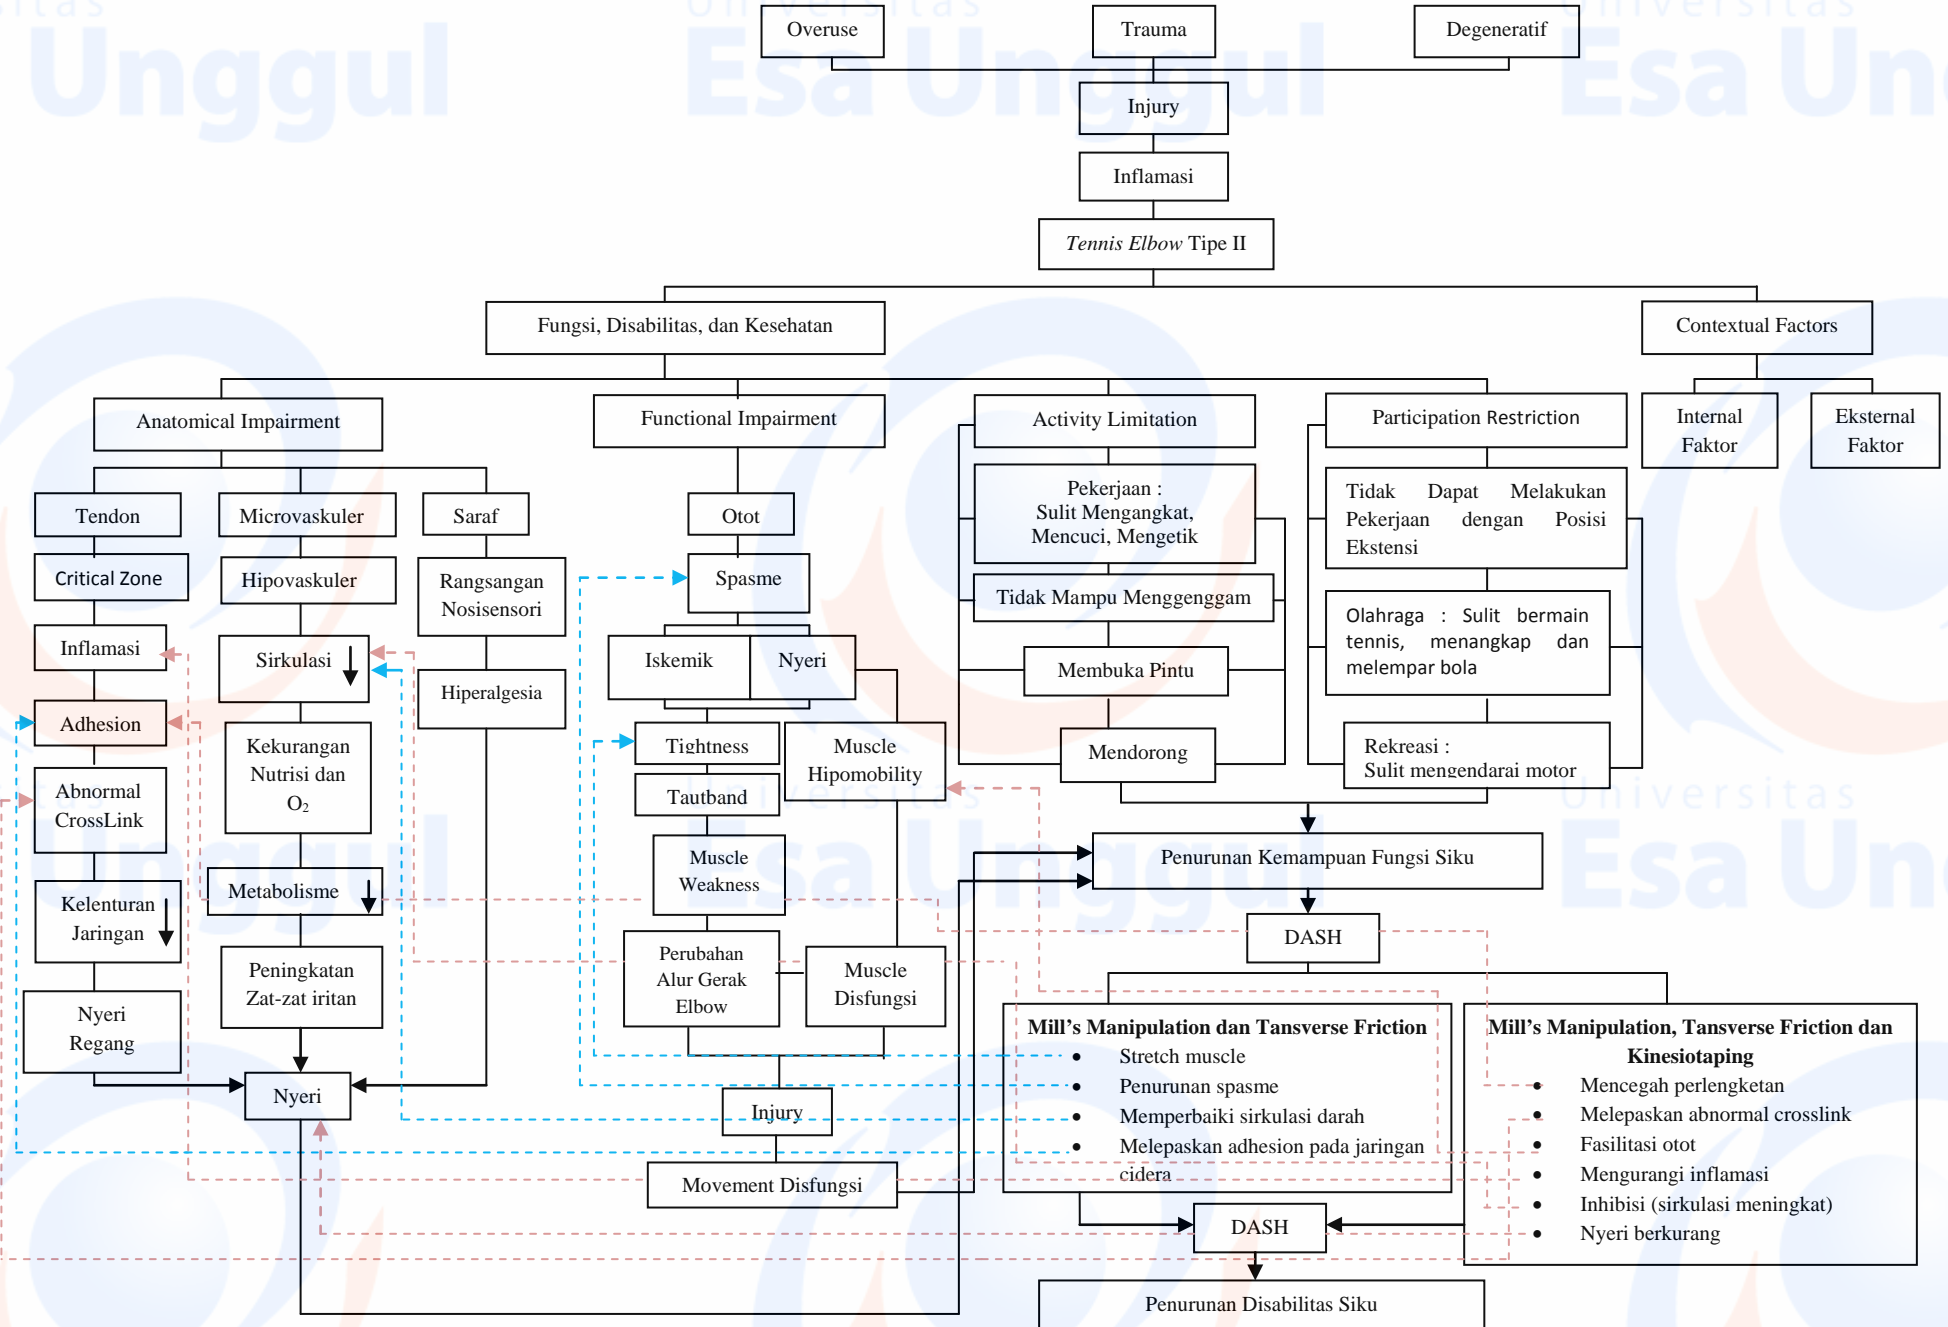 Universitas
Esa Unggul
Overuse
Trauma
Degeneratif
Injury
Inflamasi
Tennis Elbow Tipe II
Fungsi, Disabilitas, dan Kesehatan
Contextual Factors
Anatomical Impairment
Functional Impairment
Activity Limitation
Participation Restriction
Internal
Faktor
Eksternal
Faktor
Tendon
Microvaskuler
Saraf
Otot
Pekerjaan :
Sulit Mengangkat,
Mencuci, Mengetik
Tidak Dapat Melakukan
Pekerjaan dengan Posisi
Ekstensi
Critical Zone
Hipovaskuler
Rangsangan
Nosisensori
Spasme
Tidak Mampu Menggenggam
Olahraga : Sulit bermain
tennis, menangkap dan
melempar bola
Inflamasi
Sirkulasi
Hiperalgesia
Iskemik
Nyeri
Membuka Pintu
Adhesion
Kekurangan
Nutrisi dan
O2
Tightness
Muscle
Hipomobility
Mendorong
Rekreasi :
Sulit mengendarai motor
Abnormal
CrossLink
Tautband
Universitas
Esa Unggul
Kelenturan
Jaringan
Metabolisme
Muscle
Weakness
Penurunan Kemampuan Fungsi Siku
DASH
Nyeri
Regang
Peningkatan
Zat-zat iritan
Perubahan
Alur Gerak
Elbow
Muscle
Disfungsi
Nyeri
Injury
Movement Disfungsi
Mill’s Manipulation dan Tansverse Friction
• Stretch muscle
• Penurunan spasme
• Memperbaiki sirkulasi darah
• Melepaskan adhesion pada jaringan
cidera
Mill’s Manipulation, Tansverse Friction dan
Kinesiotaping
• Mencegah perlengketan
• Melepaskan abnormal crosslink
• Fasilitasi otot
• Mengurangi inflamasi
• Inhibisi (sirkulasi meningkat)
• Nyeri berkurang
DASH
Penurunan Disabilitas Siku